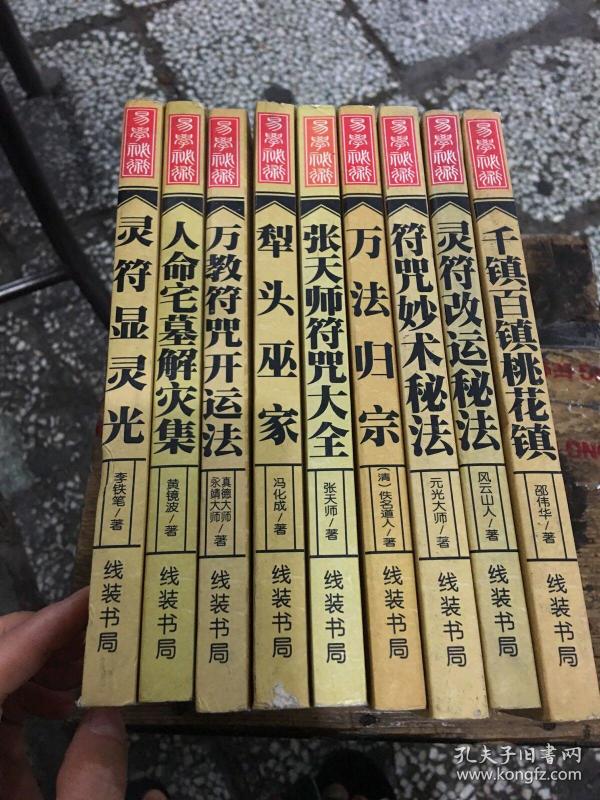 易學秘術
灵符显灵光
李铁笔/著
线装书局
易學秘術
人命宅墓解灾集
黄镜波/著
线装书局
易學秘術
万教符咒开运法
真德大师
永靖大师/著
线装书局
易學秘術
犁头巫家
冯化成/著
线装书局
易學秘術
张天师符咒大全
张天师/著
线装书局
易學秘術
万法归宗
(清)佚名道人/著
线装书局
易學秘術
符咒妙术秘法
元光大师/著
线装书局
易學秘術
灵符改运秘法
风云山人/著
线装书局
易學秘術
千镇百镇桃花镇
邵伟华/著
线装书局
孔夫子旧书网
www.kongfz.com